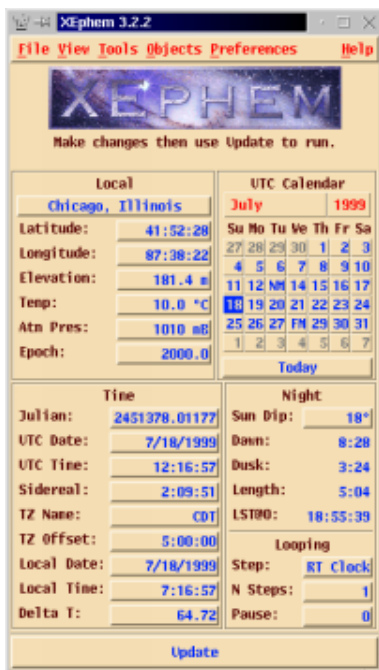 XEphem 3.2.2
File View Tools Objects Preferences Help
XEPHEM
Make changes then use Update to run.
Local
Chicago, Illinois
Latitude: 41:52:28
Longitude: 87:38:22
Elevation: 181.4 m
Temp: 10.0 °C
Atm Pres: 1010 mB
Epoch: 2000.0
UTC Calendar
July 1999
Su Mo Tu We Th Fr Sa
27 28 29 30 1 2 3
4 5 6 7 8 9 10
11 12 NM 14 15 16 17
18 19 20 21 22 23 24
25 26 27 FM 29 30 31
1 2 3 4 5 6 7
Today
Time
Julian: 2451378.01177
UTC Date: 7/18/1999
UTC Time: 12:16:57
Sidereal: 2:09:51
TZ Name: CDT
TZ Offset: 5:00:00
Local Date: 7/18/1999
Local Time: 7:16:57
Delta T: 64.72
Night
Sun Dip: 18°
Dawn: 8:28
Dusk: 3:24
Length: 5:04
LST@0: 18:55:39
Looping
Step: RT Clock
N Steps: 1
Pause: 0
Update